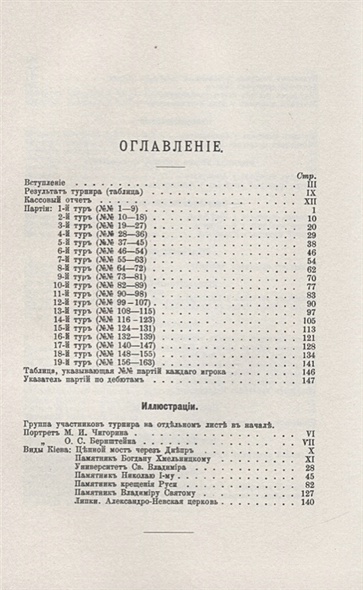 ОГЛАВЛЕНІЕ.
Стр.
Вступленіе . . . III
Результатъ турнира (таблица) . . . IX
Кассовый отчетъ . . . XII
Партіи: 1-й туръ (№№ 1—9) . . . 1
2-й туръ (№№ 10—18) . . . 10
3-й туръ (№№ 19—27) . . . 20
4-й туръ (№№ 28—36) . . . 29
5-й туръ (№№ 37—45) . . . 38
6-й туръ (№№ 46—54) . . . 46
7-й туръ (№№ 55—63) . . . 54
8-й туръ (№№ 64—72) . . . 62
9-й туръ (№№ 73—81) . . . 70
10-й туръ (№№ 82—89) . . . 77
11-й туръ (№№ 90—98) . . . 83
12-й туръ (№№ 99—107) . . . 90
13-й туръ (№№ 108—115) . . . 97
14-й туръ (№№ 116—123) . . . 105
15-й туръ (№№ 124—131) . . . 113
16-й туръ (№№ 132—139) . . . 121
17-й туръ (№№ 140—147) . . . 128
18-й туръ (№№ 148—155) . . . 134
19-й туръ (№№ 156—163) . . . 141
Таблица, указывающая №№ партій каждаго игрока . . . 146
Указатель партій по дебютамъ . . . 147
Иллюстраціи.
Группа участниковъ турнира на отдѣльномъ листѣ въ началѣ.
Портретъ М. И. Чигорина . . . VI
„ О. С. Бернштейна . . . VII
Виды Кіева: Цѣпной мостъ черезъ Днѣпръ . . . X
Памятникъ Богдану Хмельницкому . . . XI
Университетъ Св. Владиміра . . . 28
Памятникъ Николаю I-му . . . 45
Памятникъ крещенія Руси . . . 82
Памятникъ Владиміру Святому . . . 127
Липки. Александро-Невская церковь . . . 140